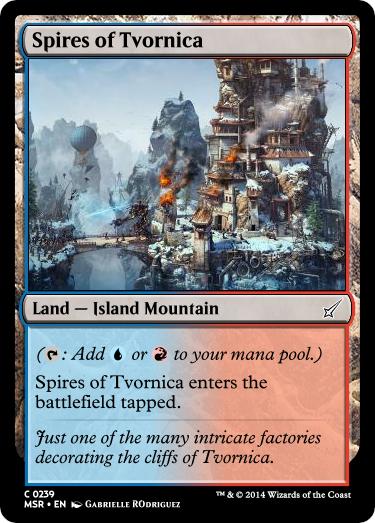 Spires of Tvornica
Land — Island Mountain
(: Add or to your mana pool.)
Spires of Tvornica enters the
battlefield tapped.
Just one of the many intricate factories
decorating the cliffs of Tvornica.
C 0239
MSR • EN GABRIELLE RODRIGUEZ
™ & © 2014 Wizards of the Coast